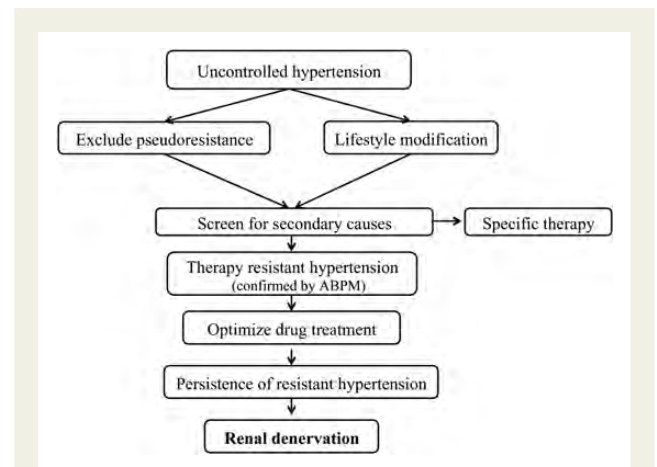 Uncontrolled hypertension
Exclude pseudoresistance
Lifestyle modification
Screen for secondary causes
Specific therapy
Therapy resistant hypertension
(confirmed by ABPM)
Optimize drug treatment
Persistence of resistant hypertension
Renal denervation